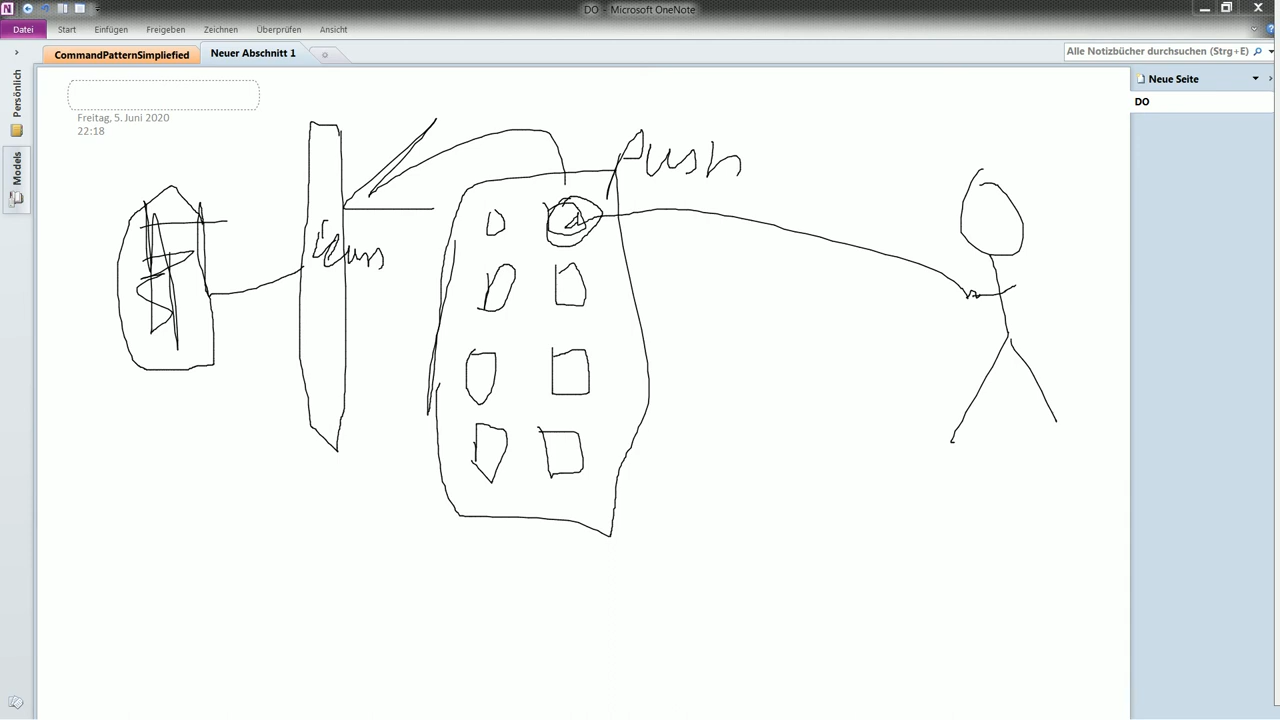 DO - Microsoft OneNote
Datei Start Einfügen Freigeben Zeichnen Überprüfen Ansicht
CommandPatternSimpliefied Neuer Abschnitt 1
Alle Notizbücher durchsuchen (Strg+E)
Persönlich
Models
Neue Seite
DO
Freitag, 5. Juni 2020
22:18
Push